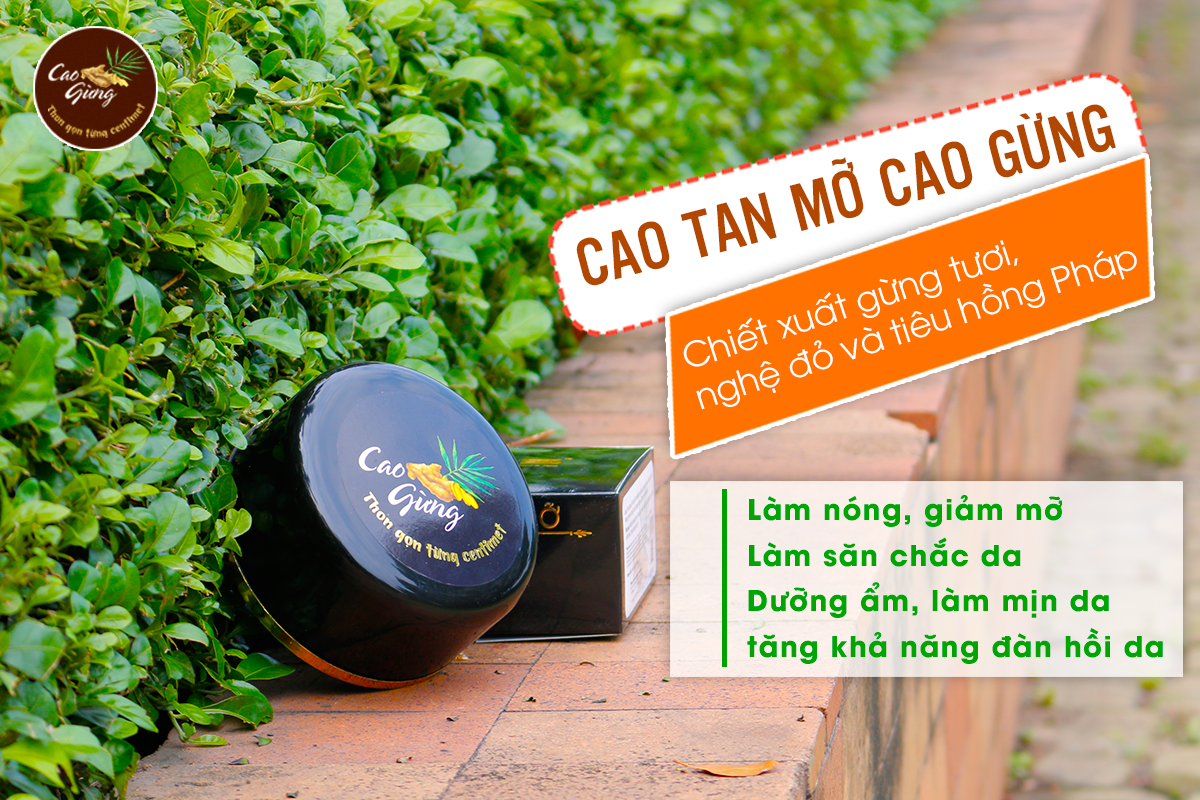 Cao
Gừng
Thon gọn từng centimet
CAO TAN MỠ CAO GỪNG
Chiết xuất gừng tươi,
nghệ đỏ và tiêu hồng Pháp
Cao
Gừng
Thon gọn từng centimet
Làm nóng, giảm mỡ
Làm săn chắc da
Dưỡng ẩm, làm mịn da
tăng khả năng đàn hồi da